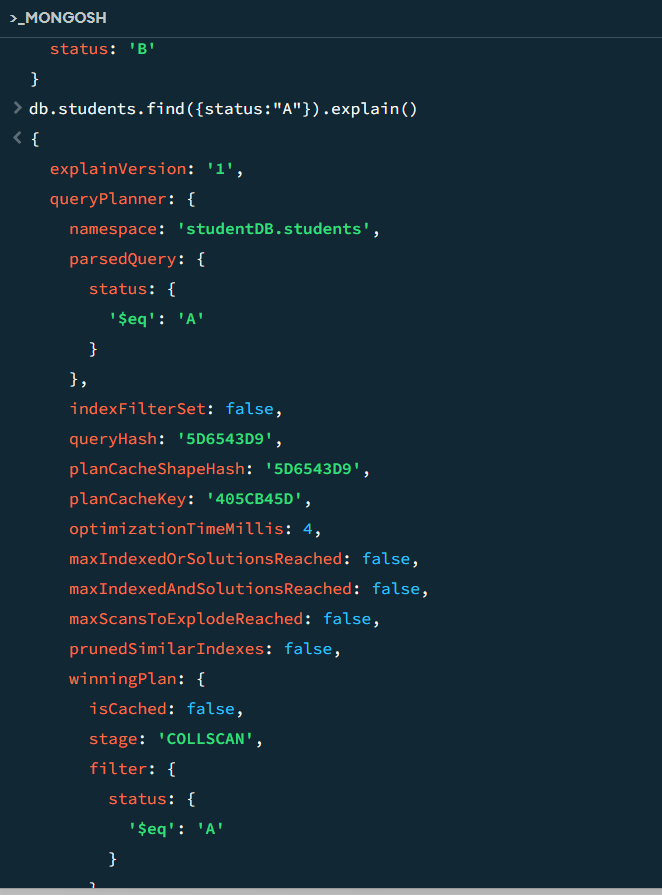 >_MONGOSH
status: 'B'
}
> db.students.find({status:"A"}).explain()
< {
explainVersion: '1',
queryPlanner: {
namespace: 'studentDB.students',
parsedQuery: {
status: {
'$eq': 'A'
}
},
indexFilterSet: false,
queryHash: '5D6543D9',
planCacheShapeHash: '5D6543D9',
planCacheKey: '405CB45D',
optimizationTimeMillis: 4,
maxIndexedOrSolutionsReached: false,
maxIndexedAndSolutionsReached: false,
maxScansToExplodeReached: false,
prunedSimilarIndexes: false,
winningPlan: {
isCached: false,
stage: 'COLLSCAN',
filter: {
status: {
'$eq': 'A'
}
}